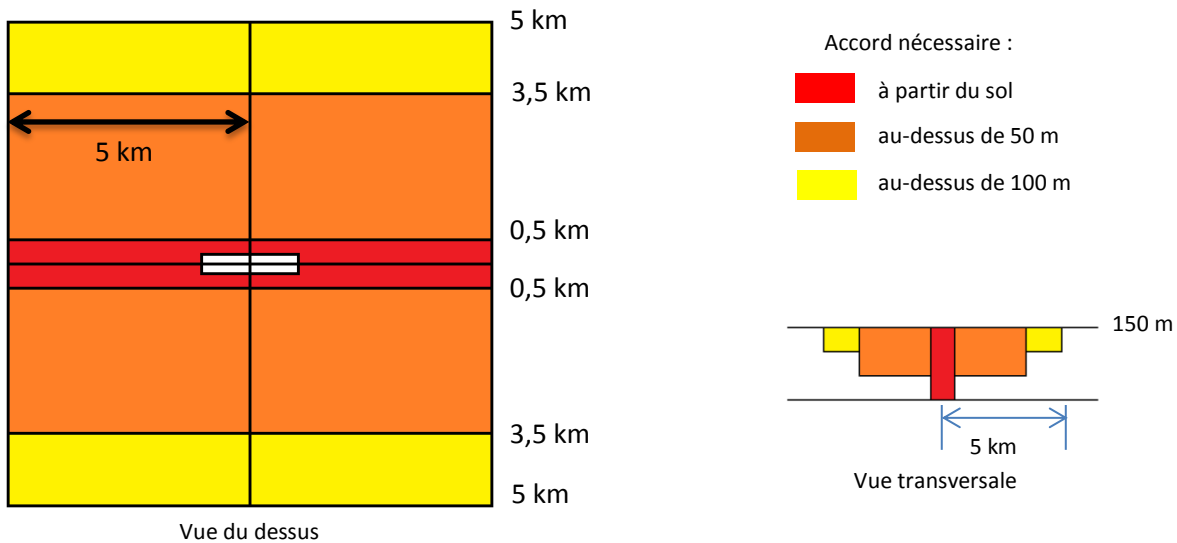 5 km
3,5 km
5 km
0,5 km
0,5 km
3,5 km
5 km
Vue du dessus
Accord nécessaire :
à partir du sol
au-dessus de 50 m
au-dessus de 100 m
150 m
5 km
Vue transversale